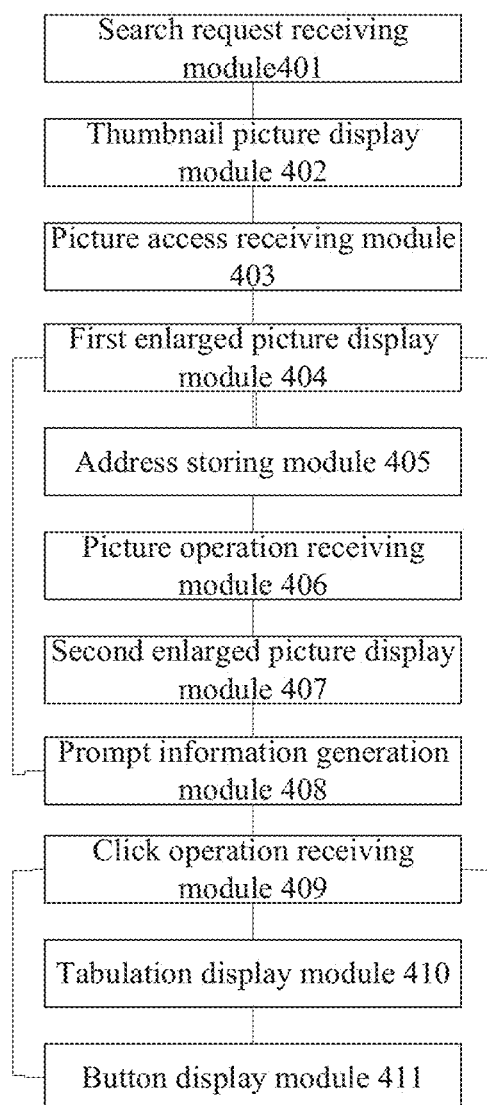 Search request receiving
module401
Thumbnail picture display
module 402
Picture access receiving module
403
First enlarged picture display
module 404
Address storing module 405
Picture operation receiving
module 406
Second enlarged picture display
module 407
Prompt information generation
module 408
Click operation receiving
module 409
Tabulation display module 410
Button display module 411